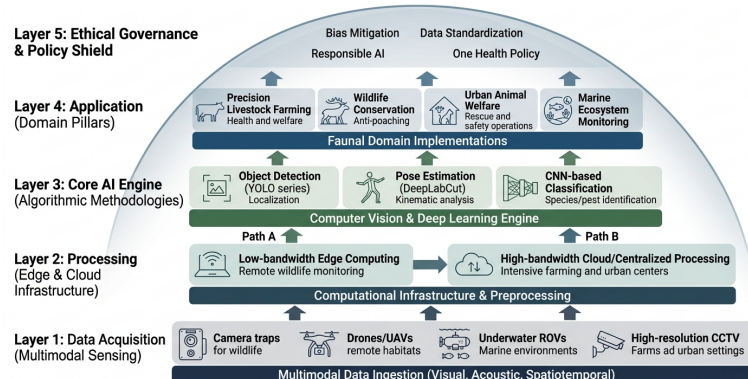 Layer 5: Ethical Governance
& Policy Shield
Bias Mitigation
Data Standardization
Responsible AI
One Health Policy
Layer 4: Application
(Domain Pillars)
Precision
Livestock Farming
Health and welfare
Wildlife
Conservation
Anti-poaching
Urban Animal
Welfare
Rescue and
safety operations
Marine
Ecosystem
Monitoring
Faunal Domain Implementations
Layer 3: Core AI Engine
(Algorithmic Methodologies)
Object Detection
(YOLO series)
Localization
Pose Estimation
(DeepLabCut)
Kinematic analysis
CNN-based
Classification
Species/pest identification
Computer Vision & Deep Learning Engine
Path A
Path B
Layer 2: Processing
(Edge & Cloud
Infrastructure)
Low-bandwidth Edge Computing
Remote wildlife monitoring
High-bandwidth Cloud/Centralized Processing
Intensive farming and urban centers
Computational Infrastructure & Preprocessing
Layer 1: Data Acquisition
(Multimodal Sensing)
Camera traps
for wildlife
Drones/UAVs
remote habitats
Underwater ROVs
Marine environments
High-resolution CCTV
Farms ad urban settings
Multimodal Data Ingestion (Visual, Acoustic, Spatiotemporal)